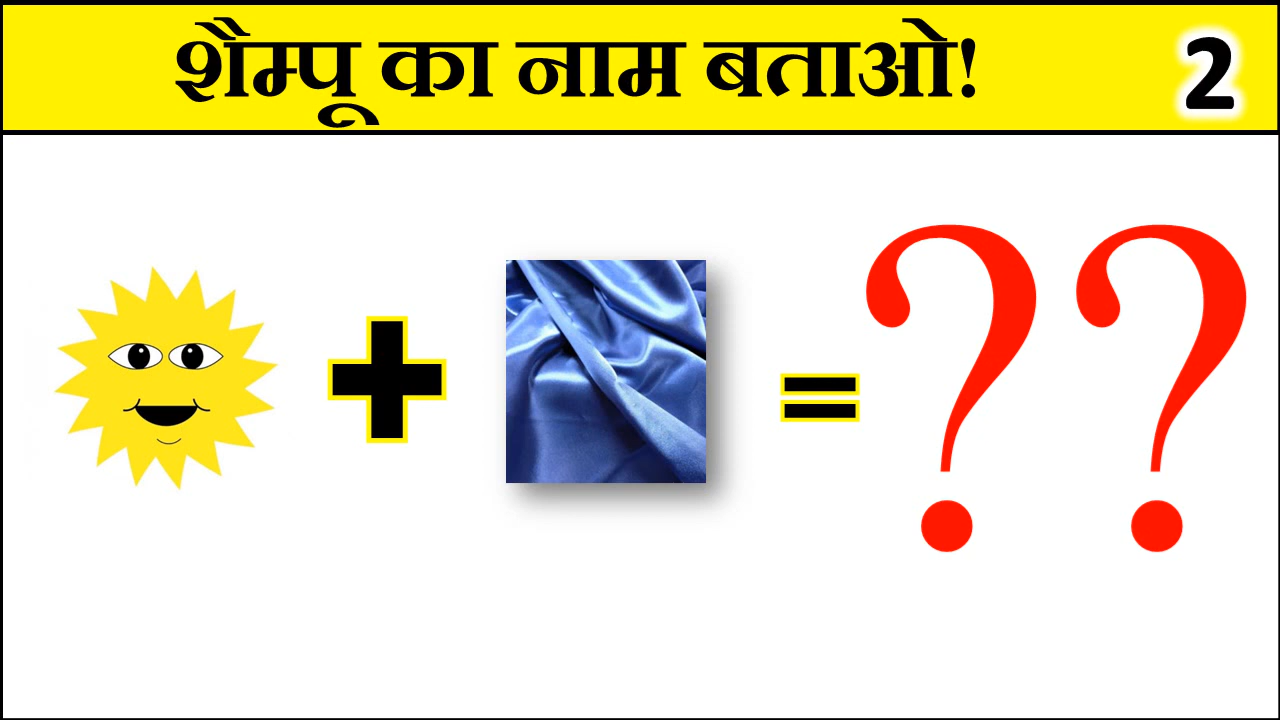 शैम्पू का नाम बताओ!
2
+
=
??